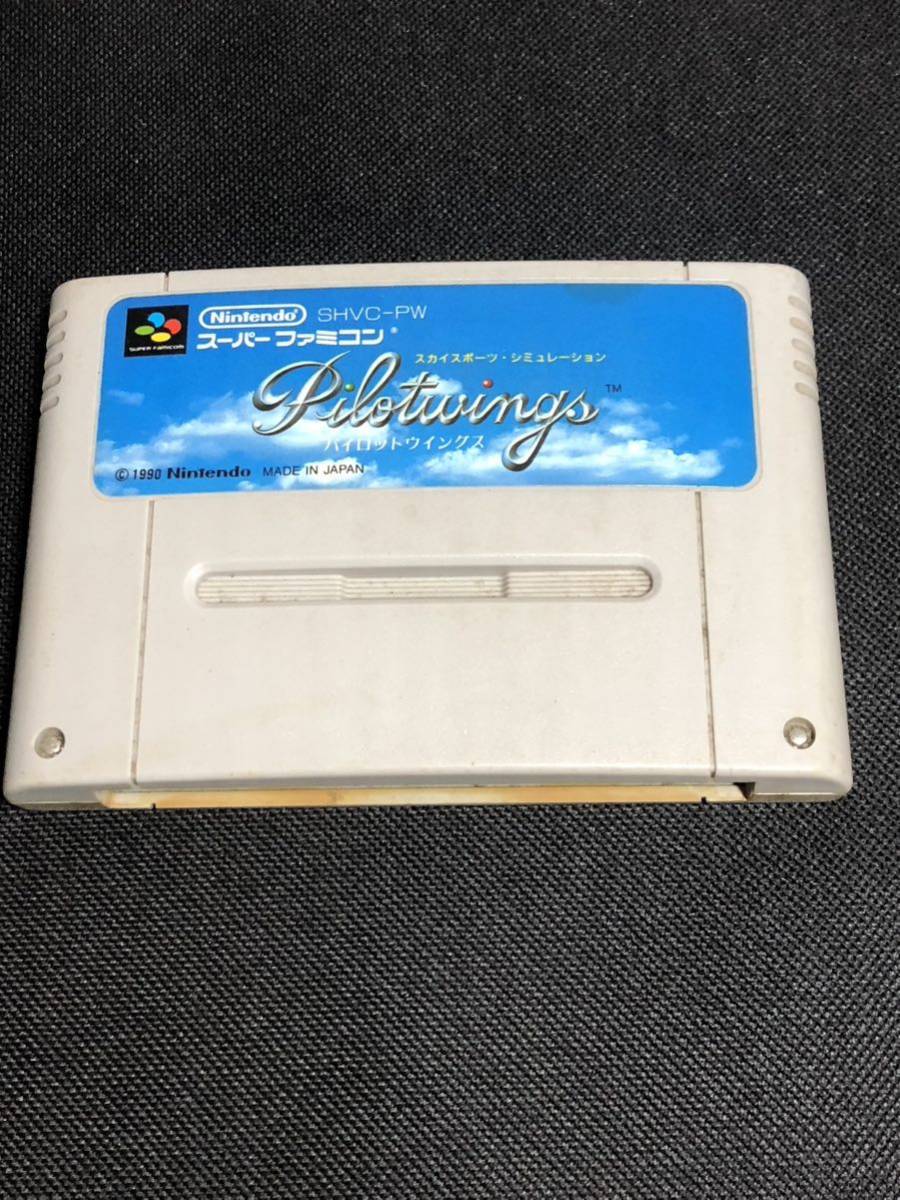 Nintendo SHVC-PW
SUPER FAMICOM
スーパーファミコン®
スカイスポーツ・シミュレーション
Pilotwings™
パイロットウイングス
©1990 Nintendo MADE IN JAPAN